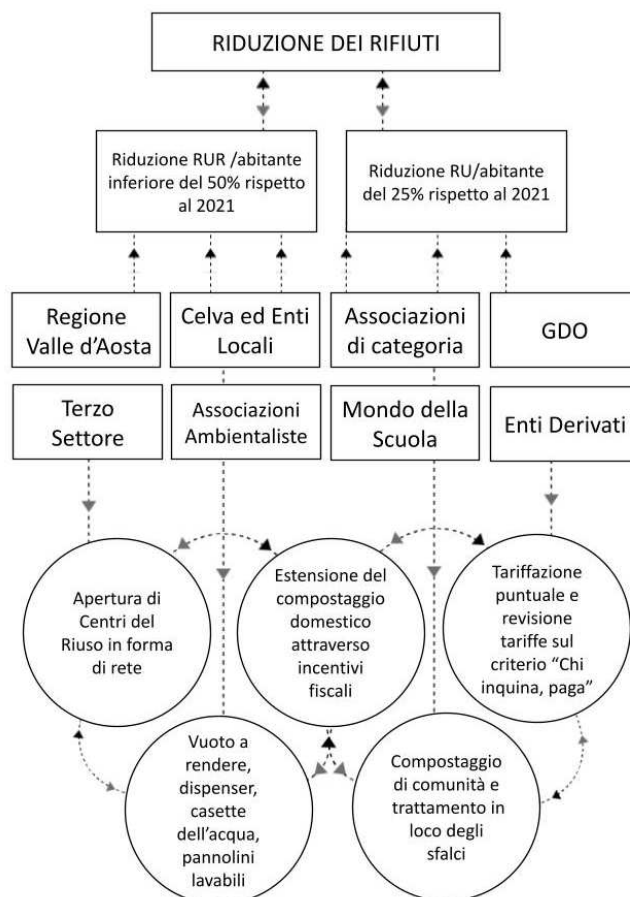 RIDUZIONE DEI RIFIUTI
Riduzione RUR /abitante
inferiore del 50% rispetto
al 2021
Riduzione RU/abitante
del 25% rispetto al 2021
Regione
Valle d'Aosta
Celva ed Enti
Locali
Associazioni
di categoria
GDO
Terzo
Settore
Associazioni
Ambientaliste
Mondo della
Scuola
Enti Derivati
Apertura di
Centri del
Riuso in forma
di rete
Estensione del
compostaggio
domestico
attraverso
incentivi
fiscali
Tariffazione
puntuale e
revisione
tariffe sul
criterio "Chi
inquina, paga"
Vuoto a
rendere,
dispenser,
casette
dell'acqua,
pannolini
lavabili
Compostaggio
di comunità e
trattamento in
loco degli
sfalci